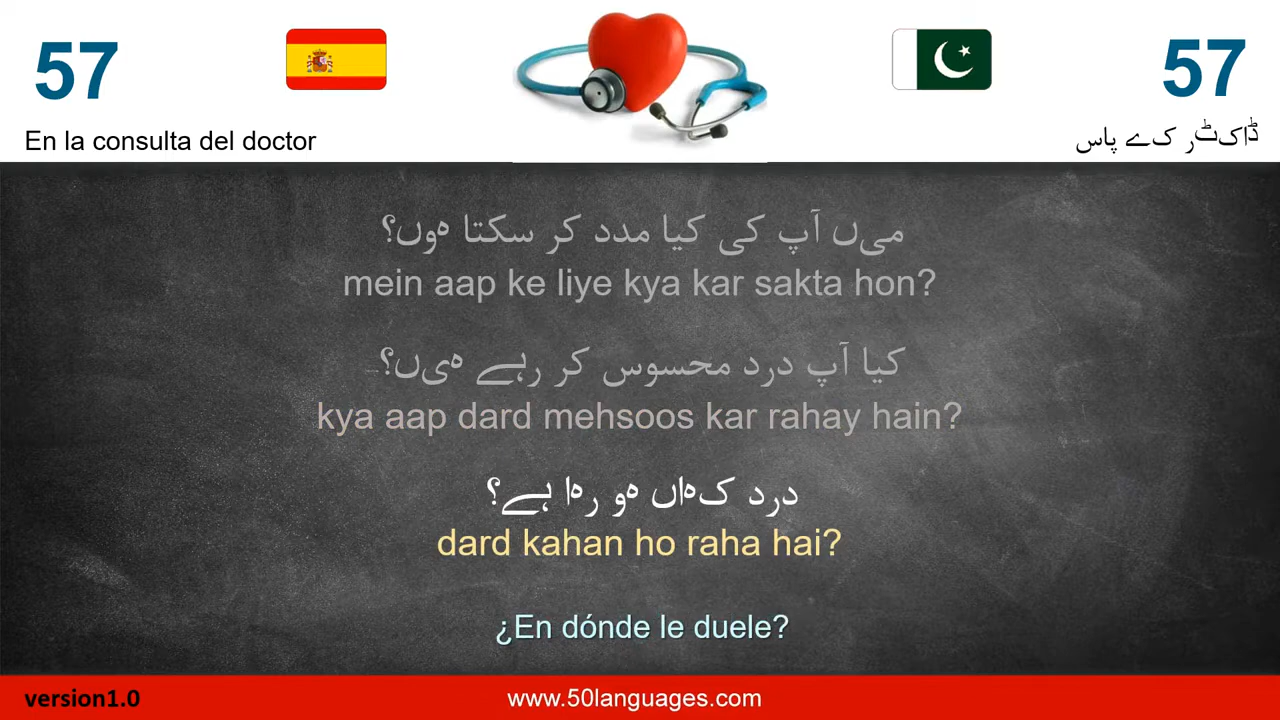 57
57
En la consulta del doctor
ڈاکٹر کے پاس
میں آپ کی کیا مدد کر سکتا ہوں؟
mein aap ke liye kya kar sakta hon?
کیا آپ درد محسوس کر رہے ہیں؟
kya aap dard mehsoos kar rahay hain?
درد کہاں ہو رہا ہے؟
dard kahan ho raha hai?
¿En dónde le duele?
version1.0
www.50languages.com